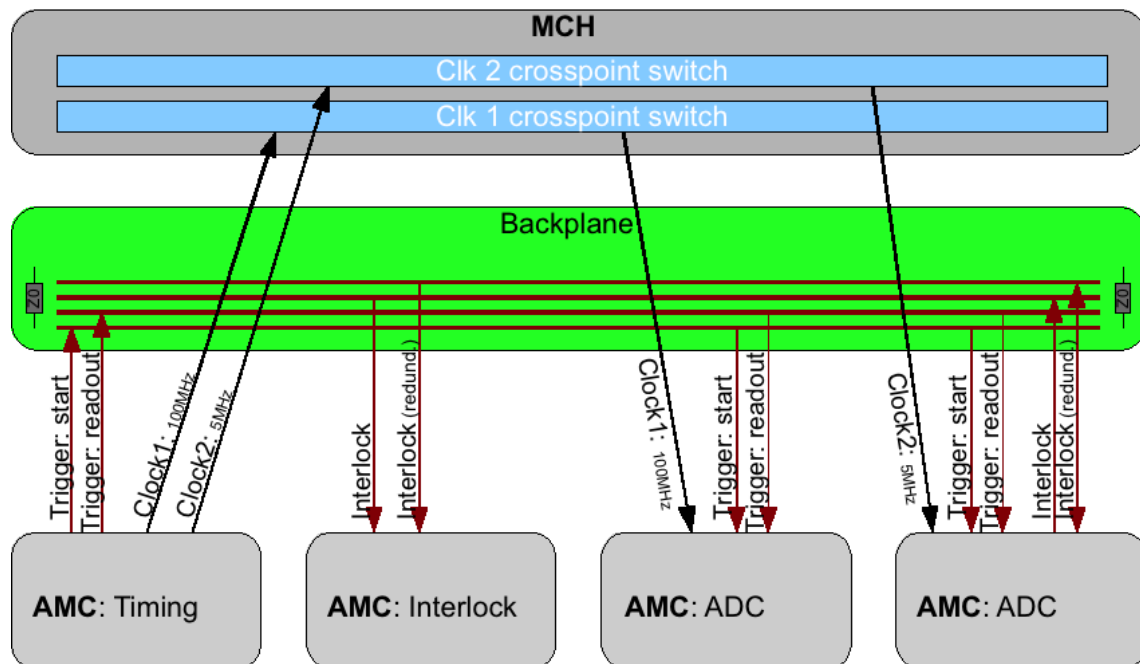 MCH
Clk 2 crosspoint switch
Clk 1 crosspoint switch
Backplane
Z0
Z0
Trigger: start
Trigger: readout
Clock1: 100MHz
Clock2: 5MHz
Interlock
Interlock (redund.)
Clock1: 100MHz
Trigger: start
Trigger: readout
Clock2: 5MHz
Trigger: start
Trigger: readout
Interlock
Interlock (redund.)
AMC: Timing
AMC: Interlock
AMC: ADC
AMC: ADC